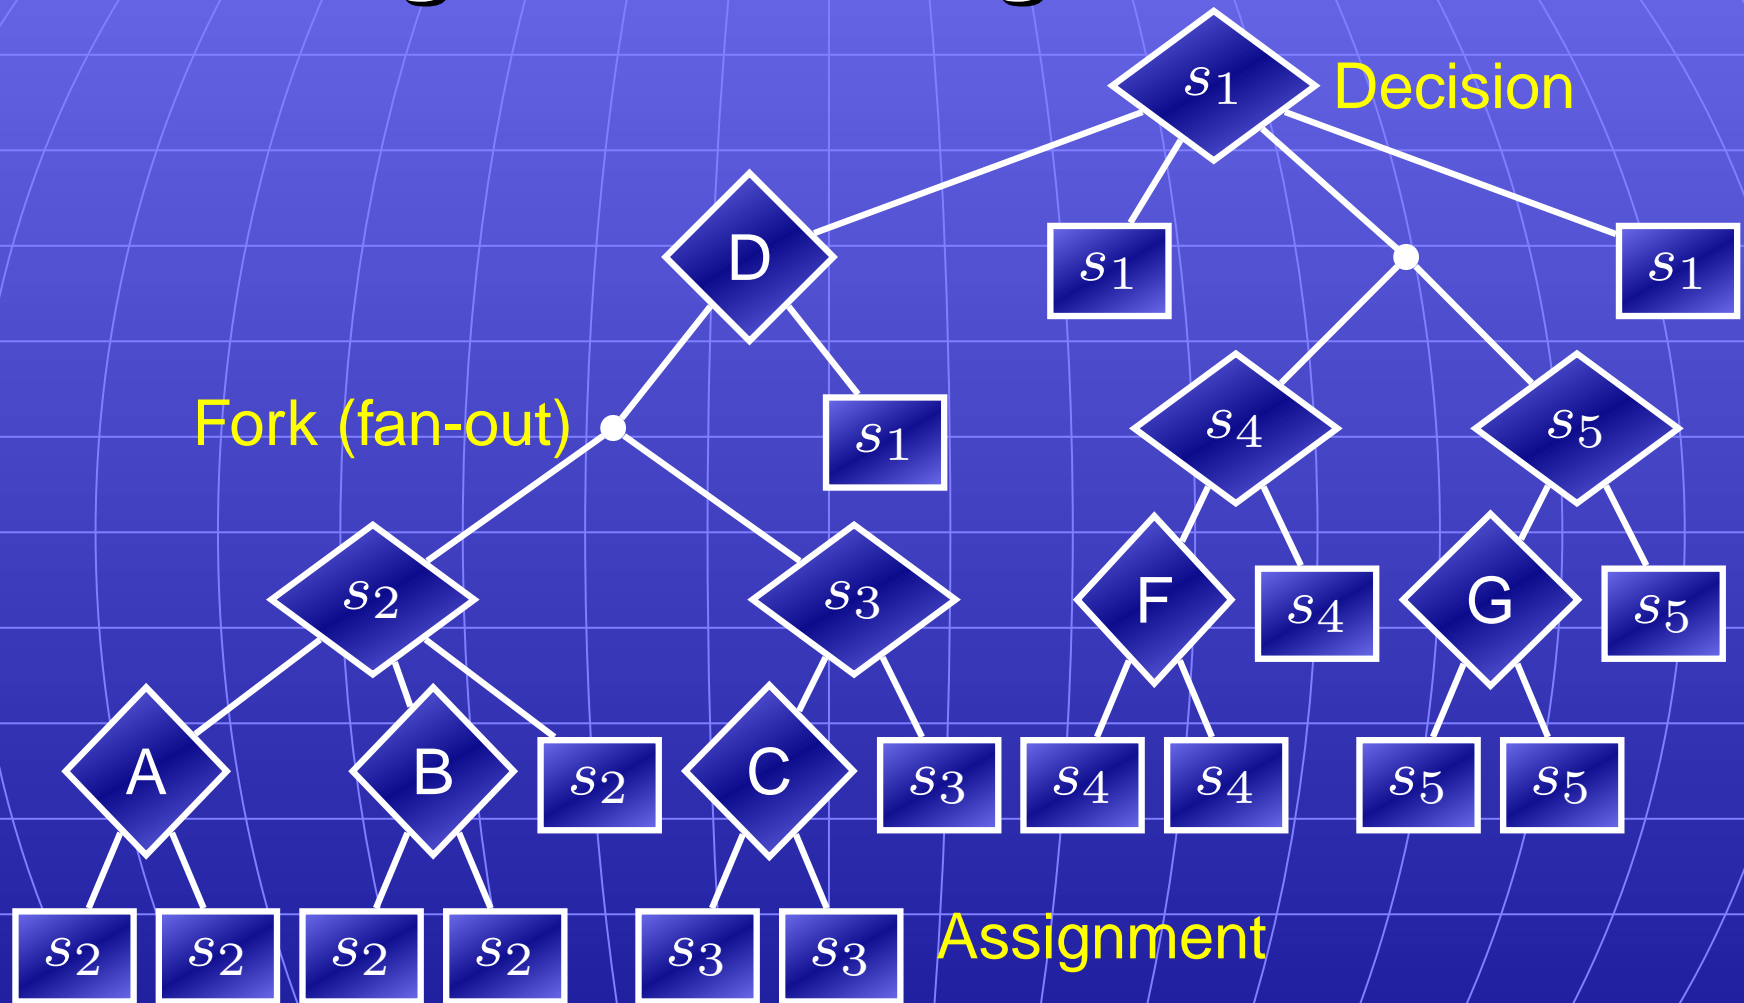 s1 Decision
D s1 s1
Fork (fan-out) s1 s4 s5
s2 s3 F s4 G s5
A B s2 C s3 s4 s4 s5 s5
s2 s2 s2 s2 s3 s3 Assignment